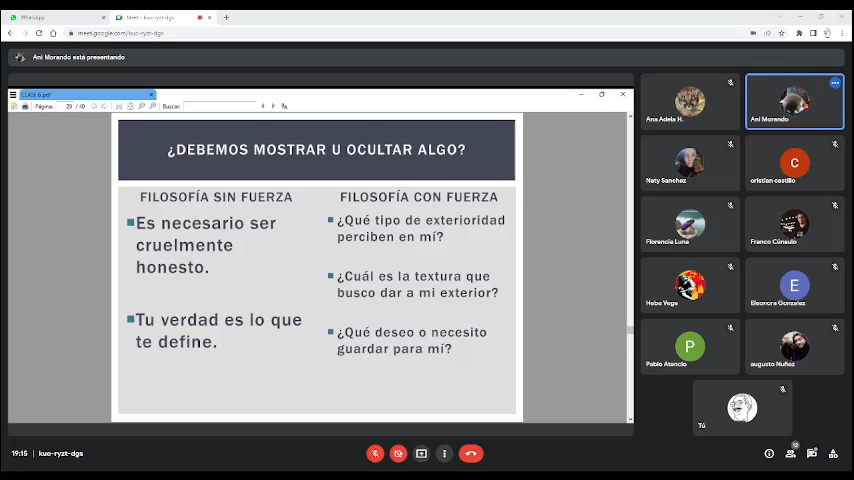 WhatsApp
Meet - kuo-ryzt-dgs
meet.google.com/kuo-ryzt-dgs
Ani Morando está presentando
CLASE 6.pdf
Página: 29 / 40
Buscar:
¿DEBEMOS MOSTRAR U OCULTAR ALGO?
FILOSOFÍA SIN FUERZA
Es necesario ser
cruelmente
honesto.
Tu verdad es lo que
te define.
FILOSOFÍA CON FUERZA
¿Qué tipo de exterioridad
perciben en mí?
¿Cuál es la textura que
busco dar a mi exterior?
¿Qué deseo o necesito
guardar para mí?
Ana Adela H.
Ani Morando
Naty Sanchez
C
cristian castillo
Florencia Luna
Franco Cúnsulo
Hebe Vega
E
Eleonora Gonzalez
P
Pablo Atencio
augusto Nuñez
Tú
19:15
kuo-ryzt-dgs
12